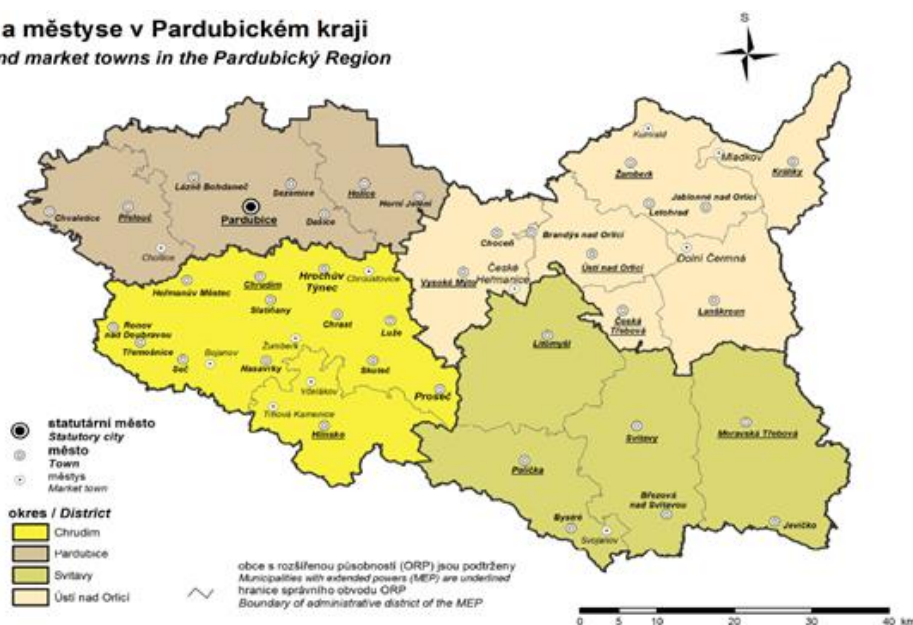 a městyse v Pardubickém kraji
nd market towns in the Pardubický Region
S
Kunvald
Mladkov
Žamberk
Králíky
Lázně Bohdaneč
Sezemice
Holice
Jablonné nad Orlicí
Letohrad
Horní Jelení
Chvaletice
Přelouč
Pardubice
Dašice
Choceň
Brandýs nad Orlicí
Choltice
České
Heřmanice
Ústí nad Orlicí
Dolní Čermná
Vysoké Mýto
Heřmanův Městec
Chrudim
Hrochův
Týnec
Chroustovice
Slatiňany
Lanškroun
Chrast
Luže
Česká
Třebová
Ronov
nad Doubravou
Třemošnice
Žumberk
Litomyšl
Seč
Bojanov
Nasavrky
Skuteč
Včelákov
Proseč
Trhová Kamenice
Hlinsko
Svitavy
Moravská Třebová
Polička
Březová
nad Svitavou
Bystré
Svojanov
Jevíčko
statutární město
Statutory city
město
Town
městys
Market town
okres / District
Chrudim
Pardubice
Svitavy
Ústí nad Orlicí
obce s rozšířenou působností (ORP) jsou podtrženy
Municipalities with extended powers (MEP) are underlined
hranice správního obvodu ORP
Boundary of administrative district of the MEP
0 5 10 20 30 40 km